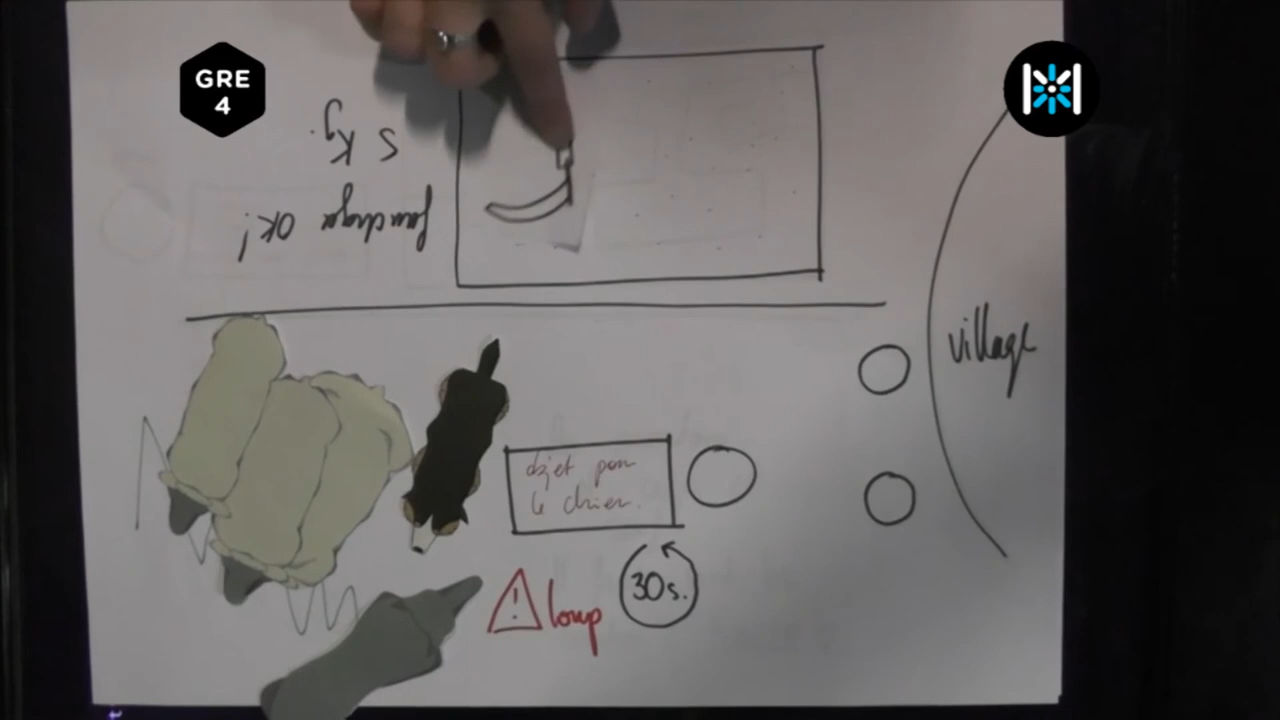 GRE
4
fauchage OK!
5 Kg.
village
objet pour
le chien.
! loup
30s.